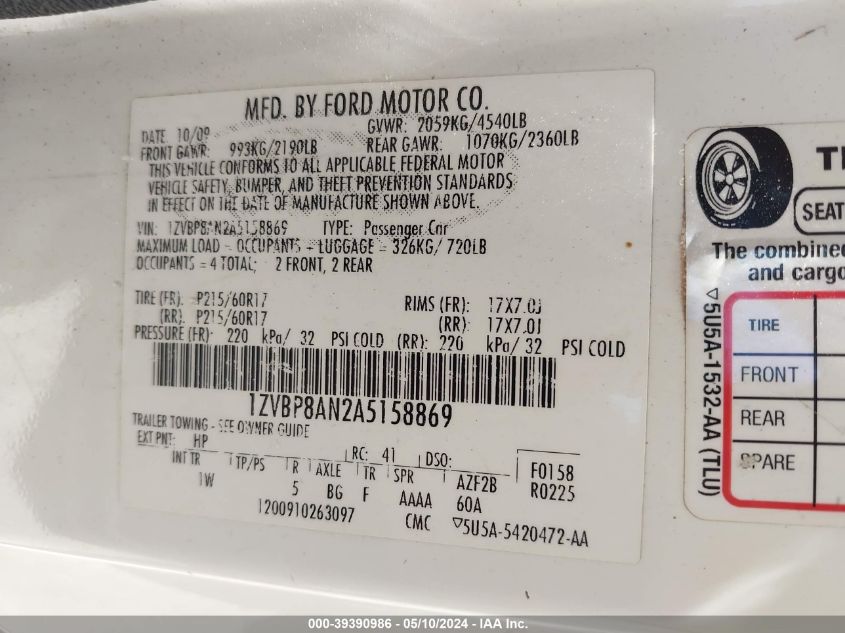 MFD. BY FORD MOTOR CO.
DATE 10/09 GVWR: 2059KG/4540LB
FRONT GAWR: 993KG/2190LB REAR GAWR: 1070KG/2360LB
THIS VEHICLE CONFORMS TO ALL APPLICABLE FEDERAL MOTOR
VEHICLE SAFETY, BUMPER, AND THEFT PREVENTION STANDARDS
IN EFFECT ON THE DATE OF MANUFACTURE SHOWN ABOVE.
VIN: 1ZVBP8AN2A5158869 TYPE: Passenger Car
MAXIMUM LOAD = OCCUPANTS + LUGGAGE = 326KG/ 720LB
OCCUPANTS = 4 TOTAL; 2 FRONT, 2 REAR
TIRE (FR): P215/60R17 RIMS (FR): 17X7.0J
(RR): P215/60R17 (RR): 17X7.0J
PRESSURE (FR): 220 kPa/ 32 PSI COLD (RR): 220 kPa/ 32 PSI COLD
1ZVBP8AN2A5158869
TRAILER TOWING - SEE OWNER GUIDE
EXT PNT: HP RC: 41 DSO:
INT TR TP/PS R AXLE TR SPR AZF2B F0158
1W 5 BG F AAAA 60A R0225
1200910263097 CMC ▽5U5A-5420472-AA
SEAT
The combined
and cargo
TIRE
FRONT
REAR
SPARE
▽5U5A-1532-AA (TLU)
000-39390986 - 05/10/2024 - IAA Inc.